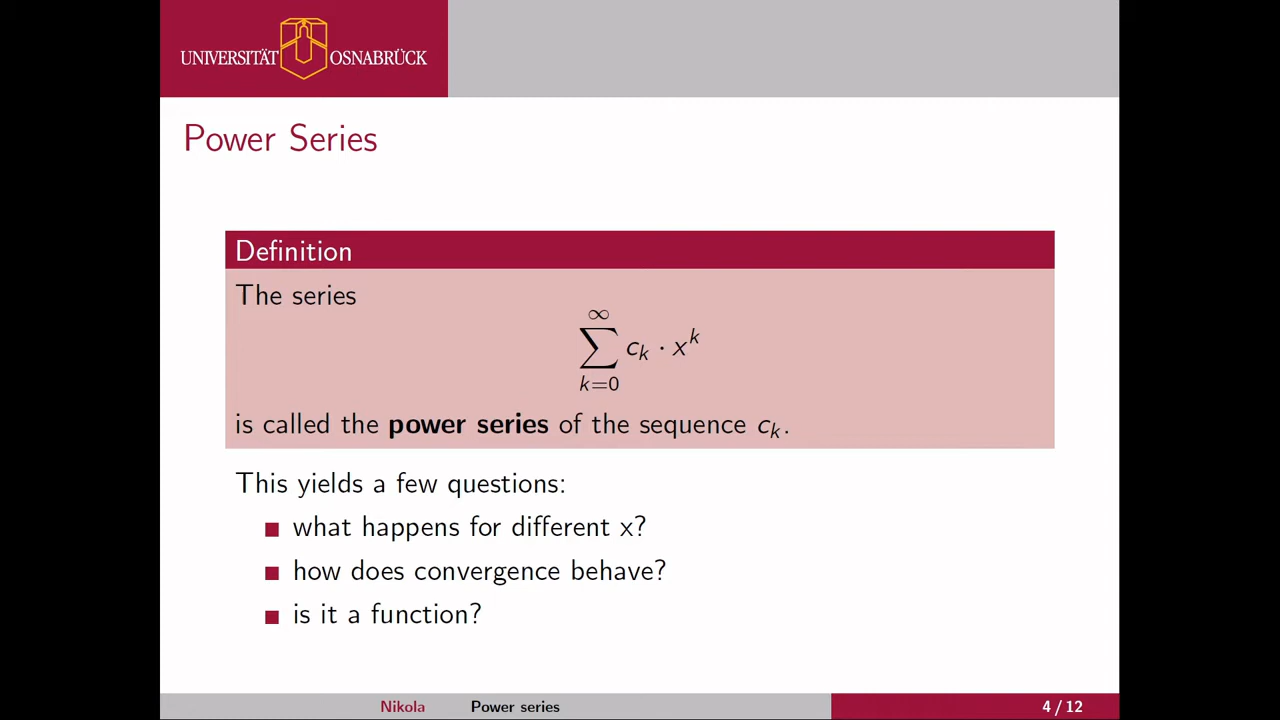 UNIVERSITÄT OSNABRÜCK
Power Series
Definition
The series
∞
∑ c_k · x^k
k=0
is called the power series of the sequence c_k.
This yields a few questions:
what happens for different x?
how does convergence behave?
is it a function?
Nikola Power series 4 / 12